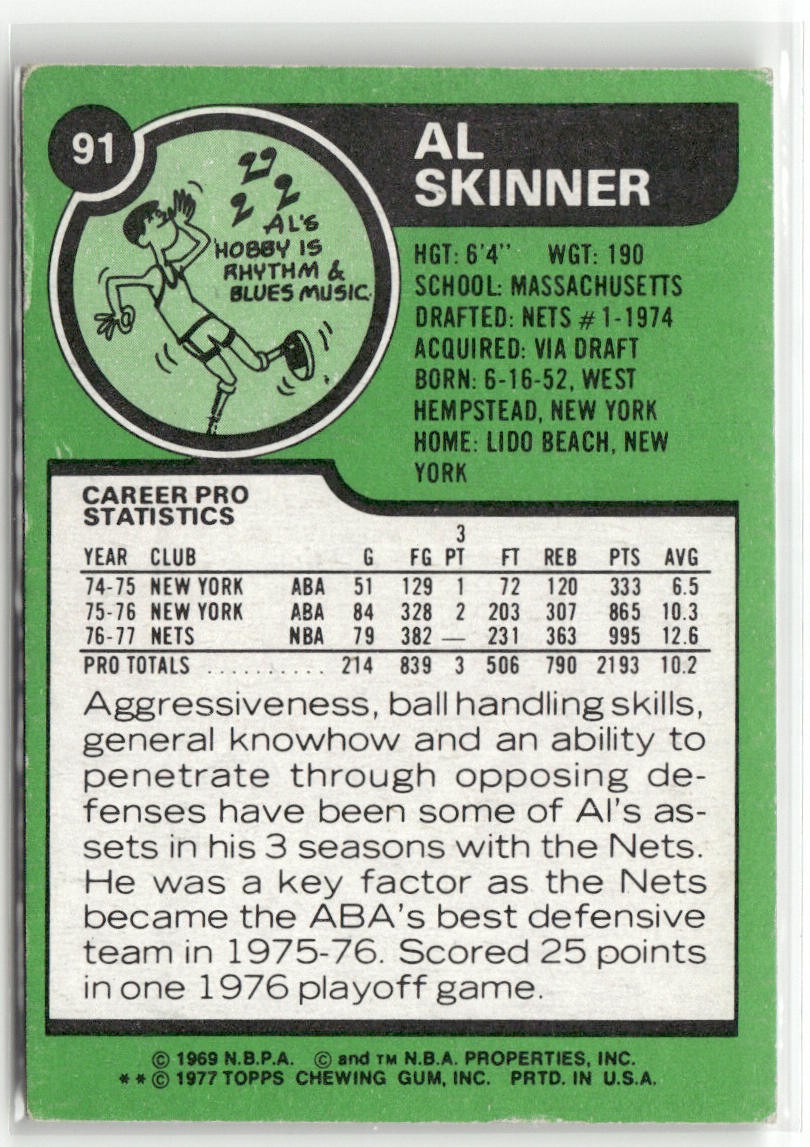 91
AL
SKINNER
AL'S
HOBBY IS
RHYTHM &
BLUES MUSIC.
HGT: 6'4" WGT: 190
SCHOOL: MASSACHUSETTS
DRAFTED: NETS #1-1974
ACQUIRED: VIA DRAFT
BORN: 6-16-52, WEST
HEMPSTEAD, NEW YORK
HOME: LIDO BEACH, NEW
YORK
CAREER PRO
STATISTICS
3
YEAR CLUB G FG PT FT REB PTS AVG
74-75 NEW YORK ABA 51 129 1 72 120 333 6.5
75-76 NEW YORK ABA 84 328 2 203 307 865 10.3
76-77 NETS NBA 79 382 — 231 363 995 12.6
PRO TOTALS .......... 214 839 3 506 790 2193 10.2
Aggressiveness, ball handling skills,
general knowhow and an ability to
penetrate through opposing de-
fenses have been some of Al's as-
sets in his 3 seasons with the Nets.
He was a key factor as the Nets
became the ABA's best defensive
team in 1975-76. Scored 25 points
in one 1976 playoff game.
© 1969 N.B.P.A. © and TM N.B.A. PROPERTIES, INC.
**© 1977 TOPPS CHEWING GUM, INC. PRTD. IN U.S.A.